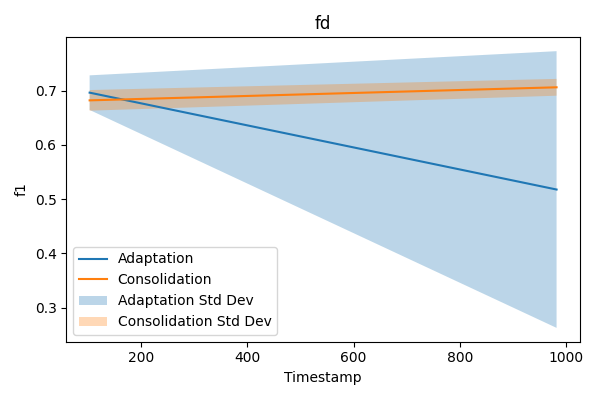 fd
f1
0.7
0.6
0.5
0.4
0.3
Adaptation
Consolidation
Adaptation Std Dev
Consolidation Std Dev
200 400 600 800 1000
Timestamp